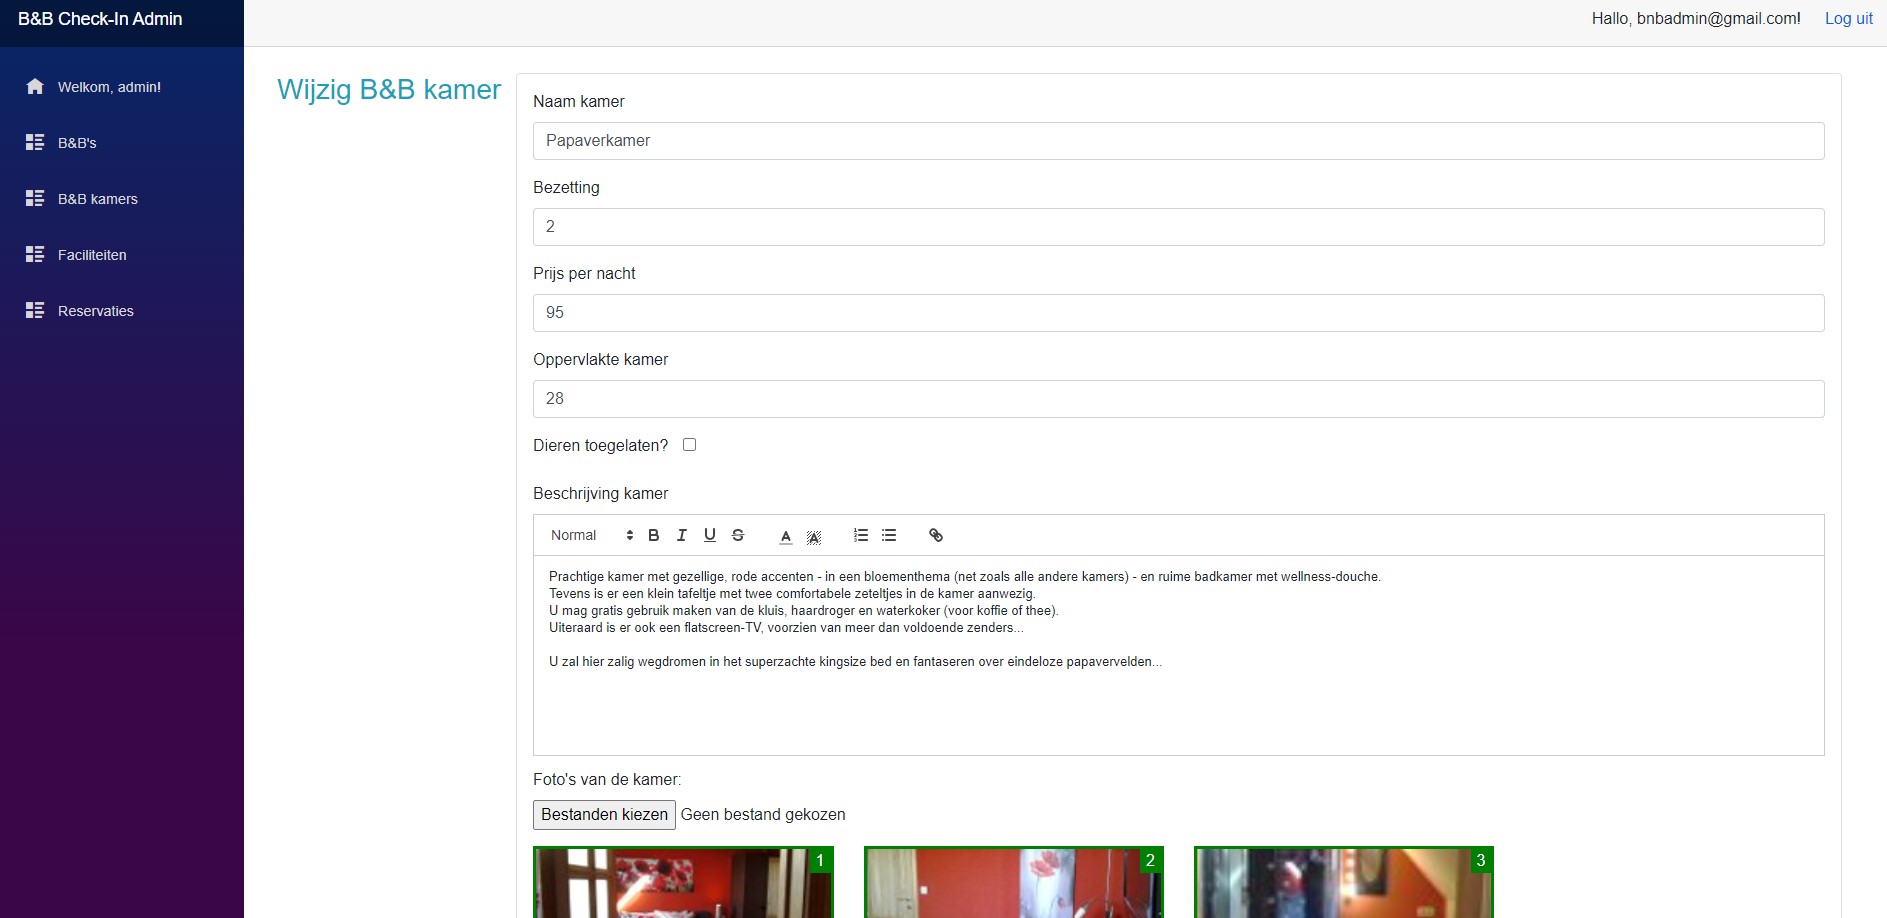 B&B Check-In Admin
Hallo, bnbadmin@gmail.com!
Log uit
Welkom, admin!
B&B's
B&B kamers
Faciliteiten
Reservaties
Wijzig B&B kamer
Naam kamer
Papaverkamer
Bezetting
2
Prijs per nacht
95
Oppervlakte kamer
28
Dieren toegelaten?
Beschrijving kamer
Normal B I U S A A
Prachtige kamer met gezellige, rode accenten - in een bloementhema (net zoals alle andere kamers) - en ruime badkamer met wellness-douche.
Tevens is er een klein tafeltje met twee comfortabele zeteltjes in de kamer aanwezig.
U mag gratis gebruik maken van de kluis, haardroger en waterkoker (voor koffie of thee).
Uiteraard is er ook een flatscreen-TV, voorzien van meer dan voldoende zenders...
U zal hier zalig wegdromen in het superzachte kingsize bed en fantaseren over eindeloze papavervelden...
Foto's van de kamer:
Bestanden kiezen Geen bestand gekozen
1
2
3